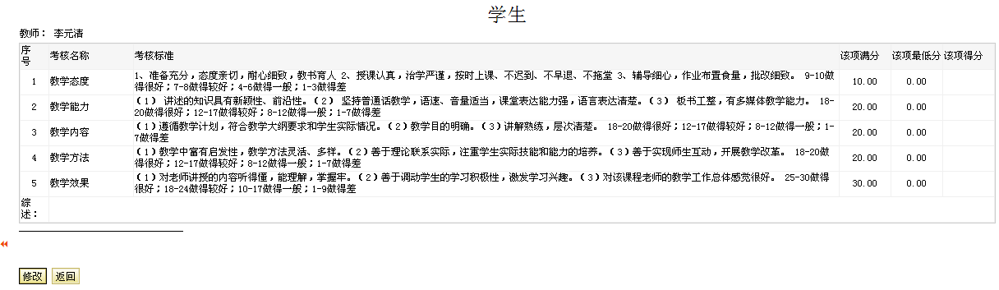 学生
教师： 李元清
序号 考核名称 考核标准 该项满分 该项最低分 该项得分
1 教学态度 1、准备充分，态度亲切，耐心细致，教书育人 2、授课认真，治学严谨，按时上课、不迟到、不早退、不拖堂 3、辅导细心，作业布置食量，批改细致。 9-10做
得很好；7-8做得较好；4-6做得一般；1-3做得差 10.00 0.00
2 教学能力 （1） 讲述的知识具有新颖性、前沿性。（2） 坚持普通话教学，语速、音量适当，课堂表达能力强，语言表达清楚。（3） 板书工整，有多媒体教学能力。 18-
20做得很好；12-17做得较好；8-12做得一般；1-7做得差 20.00 0.00
3 教学内容 （1）遵循教学计划，符合教学大纲要求和学生实际情况。（2）教学目的明确。（3）讲解熟练，层次清楚。 18-20做得很好；12-17做得较好；8-12做得一般；1-
7做得差 20.00 0.00
4 教学方法 （1）教学中富有启发性，教学方法灵活、多样。（2）善于理论联系实际，注重学生实际技能和能力的培养。（3）善于实现师生互动，开展教学改革。 18-20做
得很好；12-17做得较好；8-12做得一般；1-7做得差 20.00 0.00
5 教学效果 （1）对老师讲授的内容听得懂，能理解，掌握牢。（2）善于调动学生的学习积极性，激发学习兴趣。（3）对该课程老师的教学工作总体感觉很好。 25-30做得
很好；18-24做得较好；10-17做得一般；1-9做得差 30.00 0.00
综述：
修改 返回